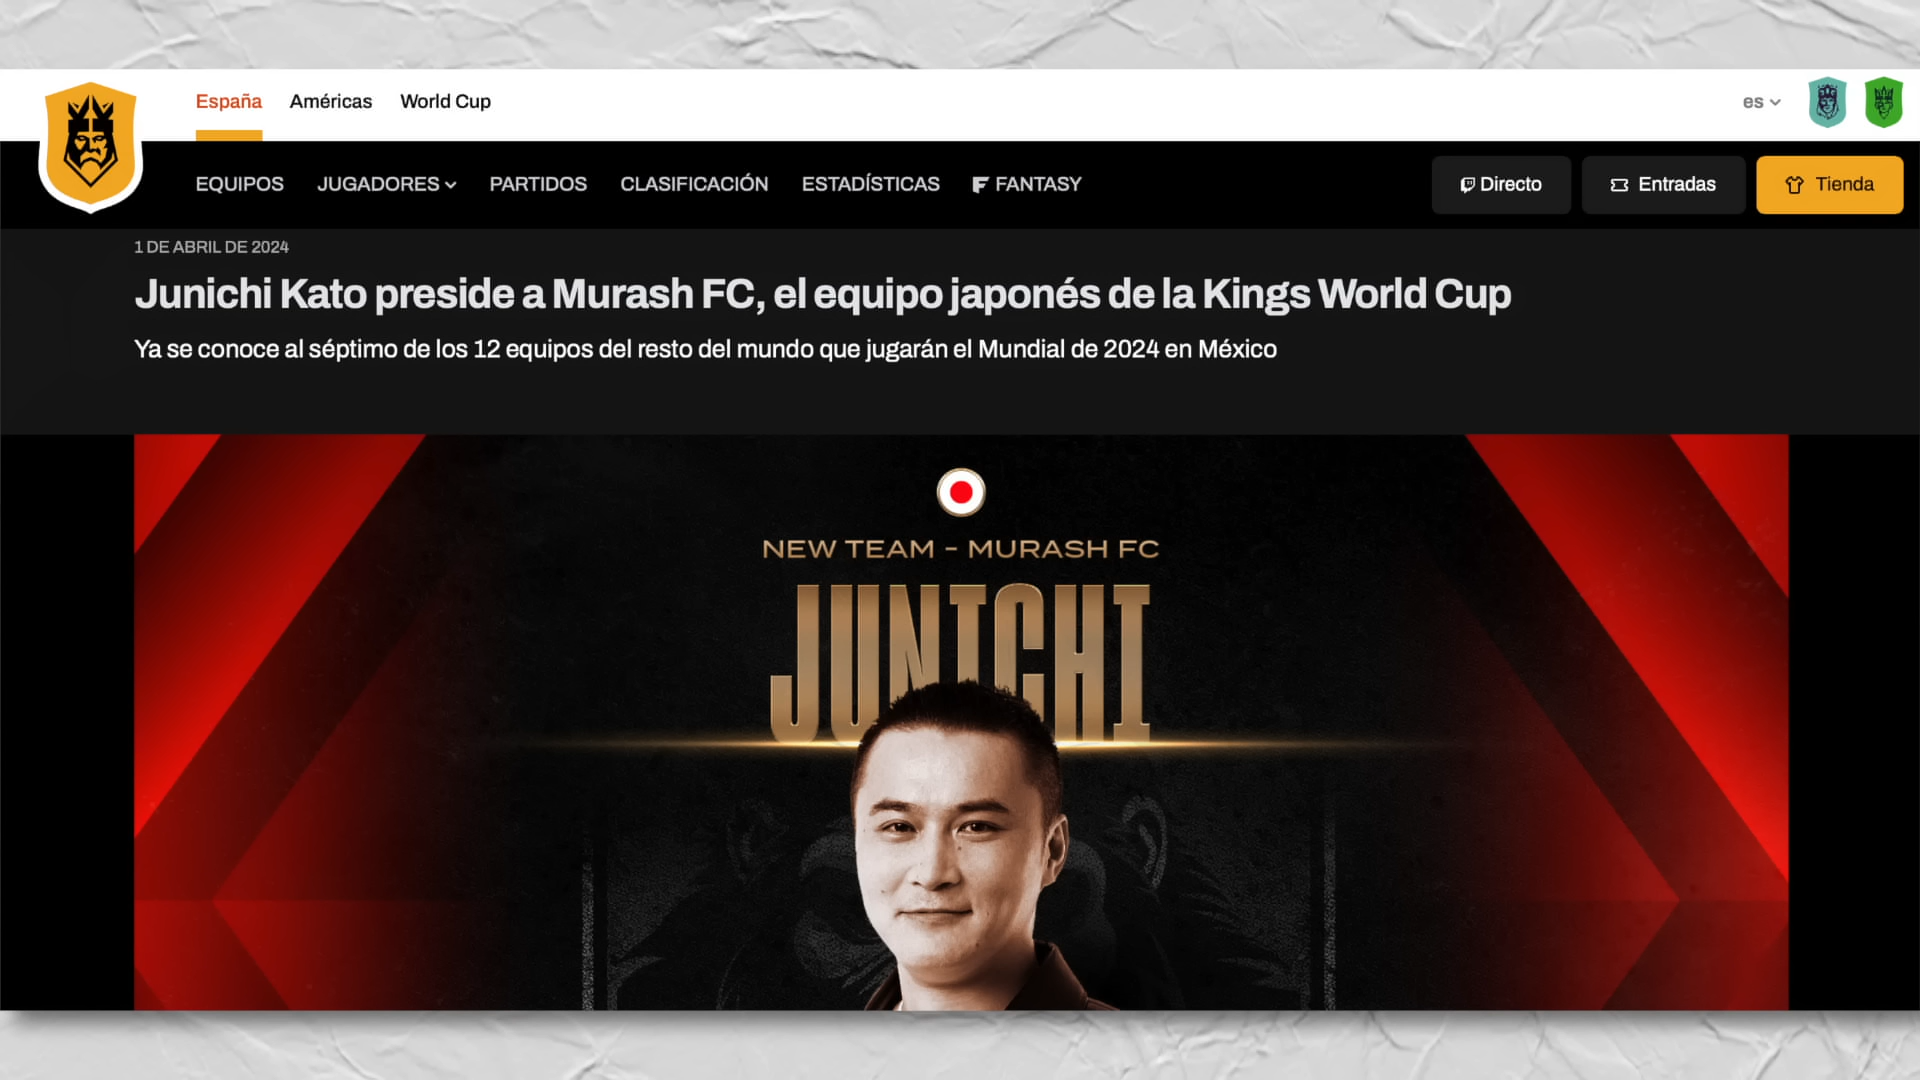 España Américas World Cup es
EQUIPOS JUGADORES PARTIDOS CLASIFICACIÓN ESTADÍSTICAS FANTASY Directo Entradas Tienda
1 DE ABRIL DE 2024
Junichi Kato preside a Murash FC, el equipo japonés de la Kings World Cup
Ya se conoce al séptimo de los 12 equipos del resto del mundo que jugarán el Mundial de 2024 en México
NEW TEAM - MURASH FC
JUNICHI